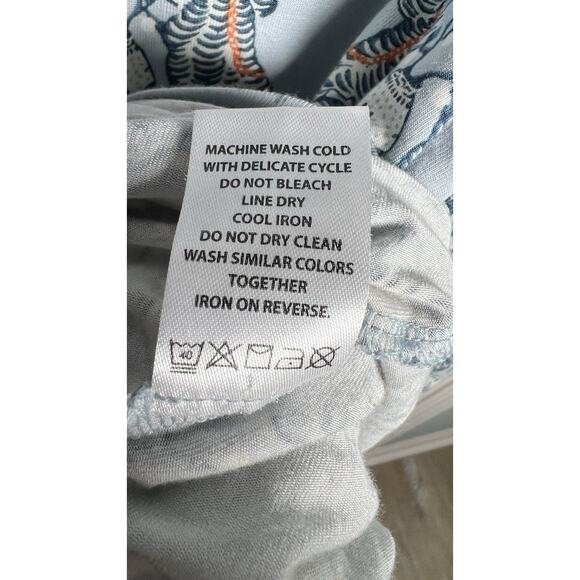 MACHINE WASH COLD
WITH DELICATE CYCLE
DO NOT BLEACH
LINE DRY
COOL IRON
DO NOT DRY CLEAN
WASH SIMILAR COLORS
TOGETHER
IRON ON REVERSE.
40